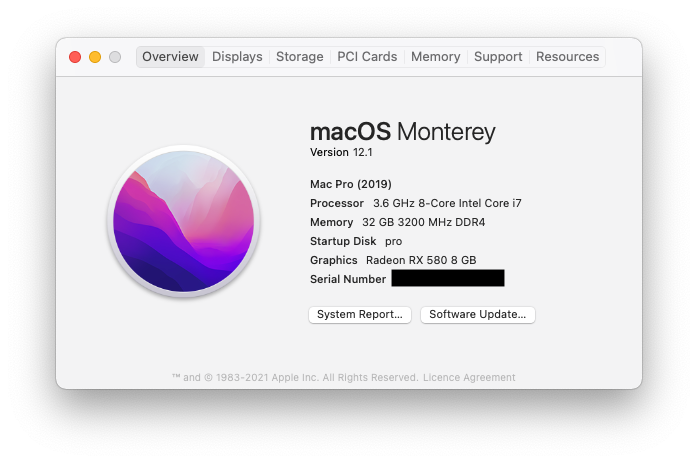 Overview Displays Storage PCI Cards Memory Support Resources
macOS Monterey
Version 12.1
Mac Pro (2019)
Processor 3.6 GHz 8-Core Intel Core i7
Memory 32 GB 3200 MHz DDR4
Startup Disk pro
Graphics Radeon RX 580 8 GB
Serial Number
System Report... Software Update...
™ and © 1983-2021 Apple Inc. All Rights Reserved. Licence Agreement